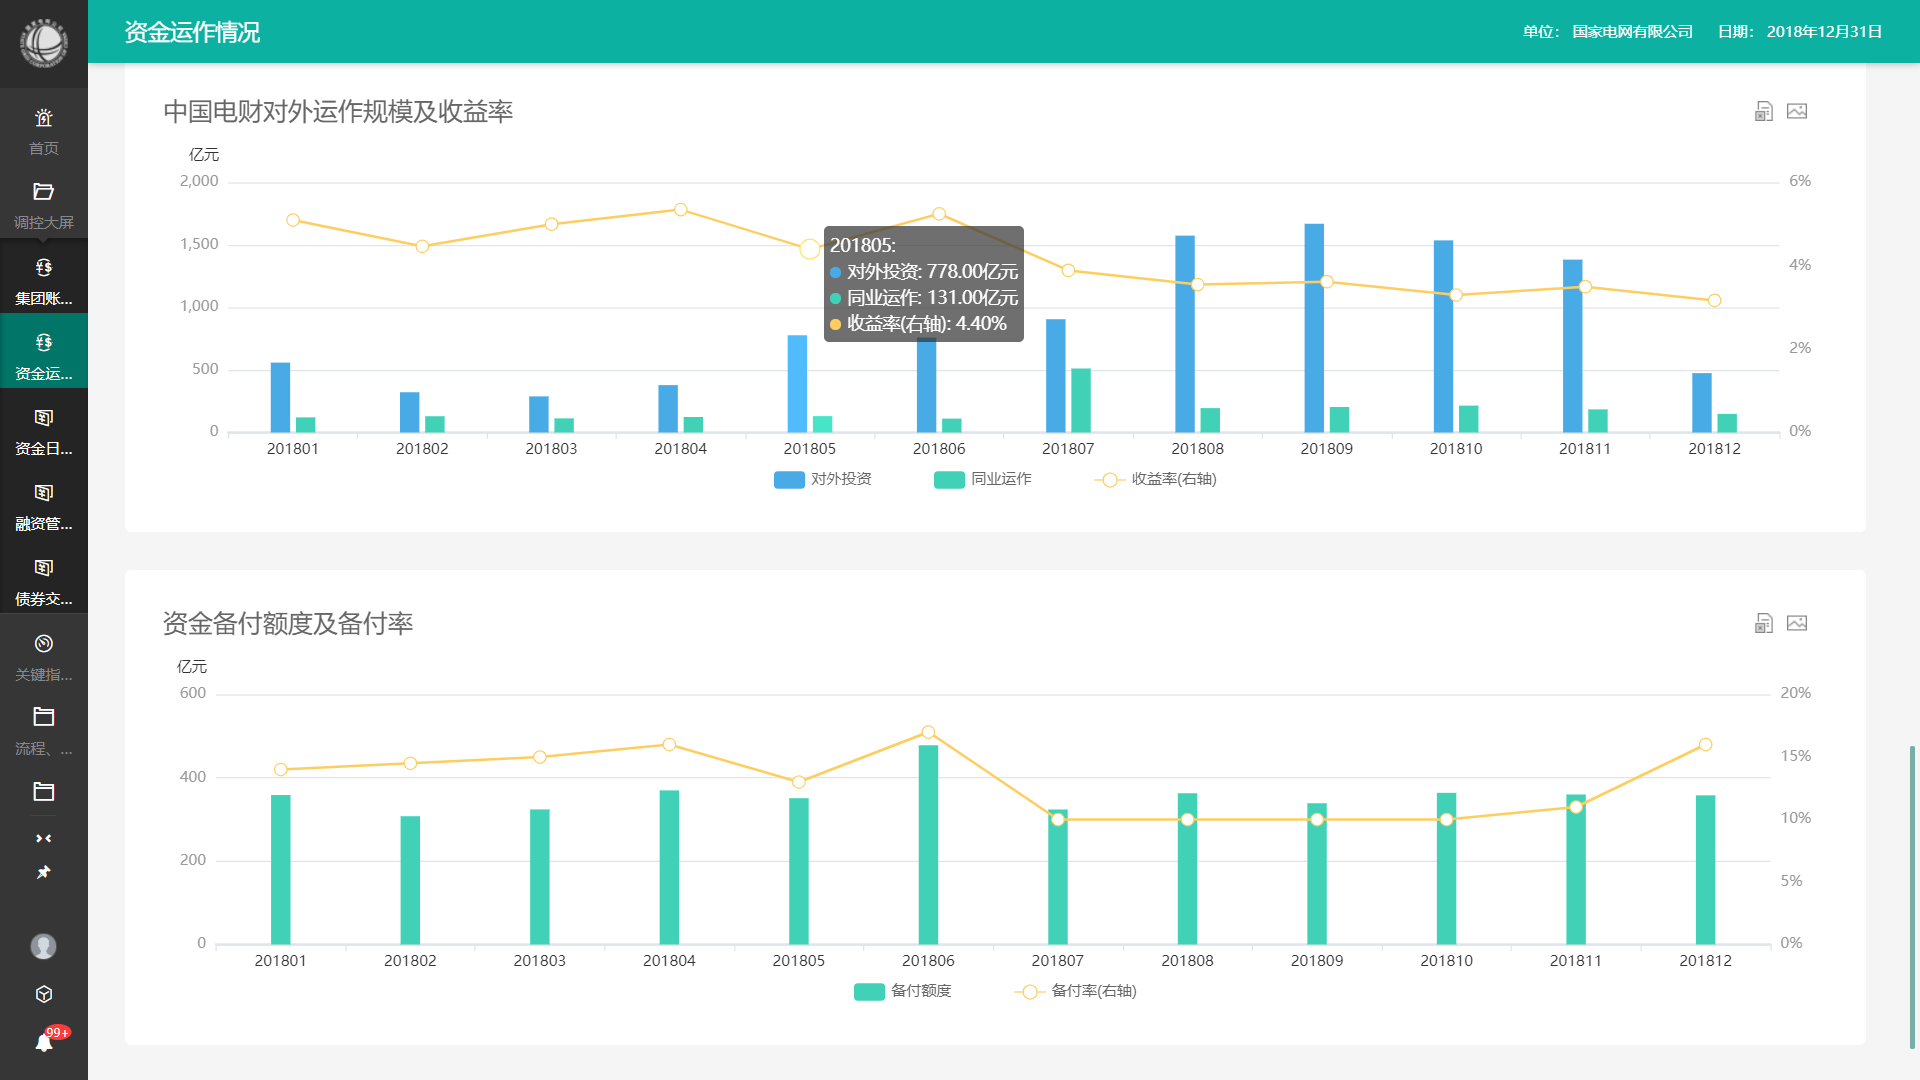 资金运作情况
单位： 国家电网有限公司 日期： 2018年12月31日
首页
调控大屏
集团账...
资金运...
资金日...
融资管...
债券交...
关键指...
流程、...
99+
中国电财对外运作规模及收益率
亿元
2,000
1,500
1,000
500
0
6%
4%
2%
0%
201805:
对外投资: 778.00亿元
同业运作: 131.00亿元
收益率(右轴): 4.40%
201801 201802 201803 201804 201805 201806 201807 201808 201809 201810 201811 201812
对外投资 同业运作 收益率(右轴)
资金备付额度及备付率
亿元
600
400
200
0
20%
15%
10%
5%
0%
201801 201802 201803 201804 201805 201806 201807 201808 201809 201810 201811 201812
备付额度 备付率(右轴)